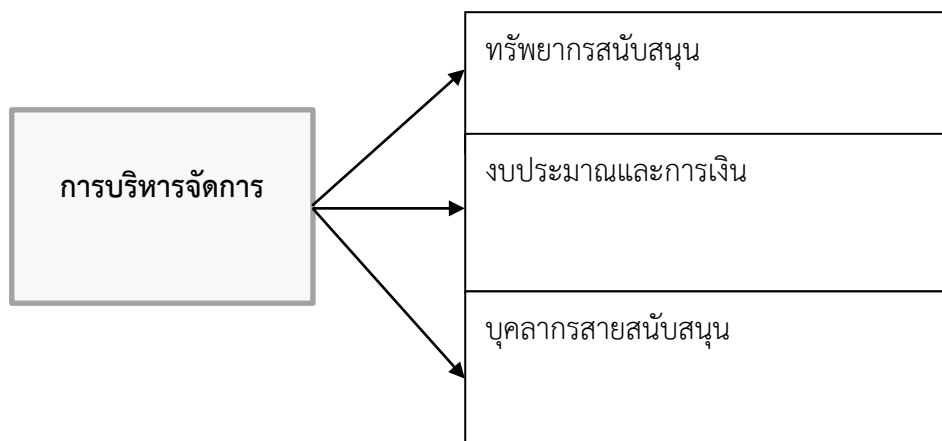 ทรัพยากรสนับสนุน
การบริหารจัดการ
งบประมาณและการเงิน
บุคลากรสายสนับสนุน